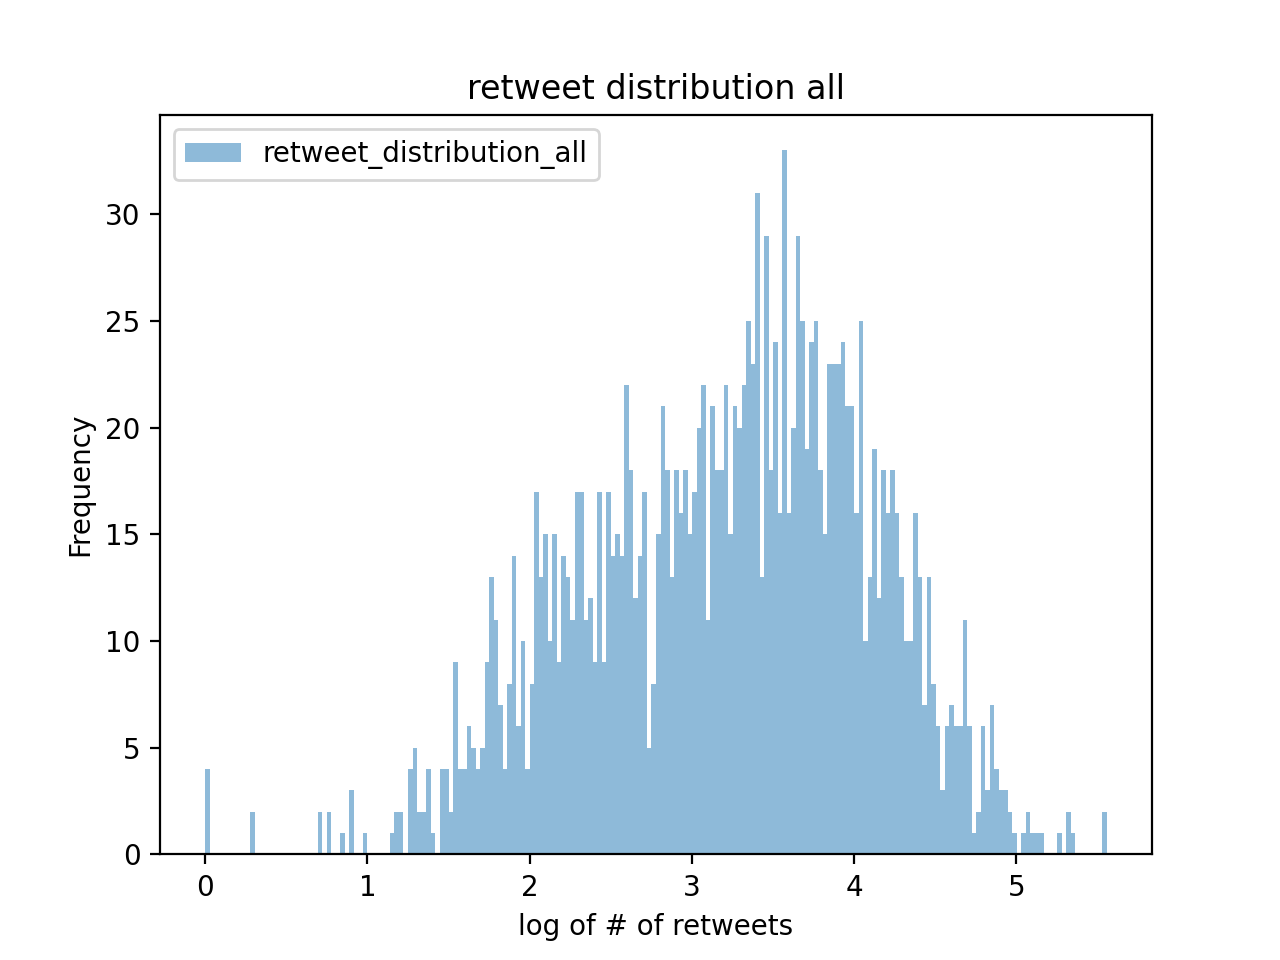 retweet distribution all
retweet_distribution_all
30
25
20
15
10
5
0
Frequency
0 1 2 3 4 5
log of # of retweets